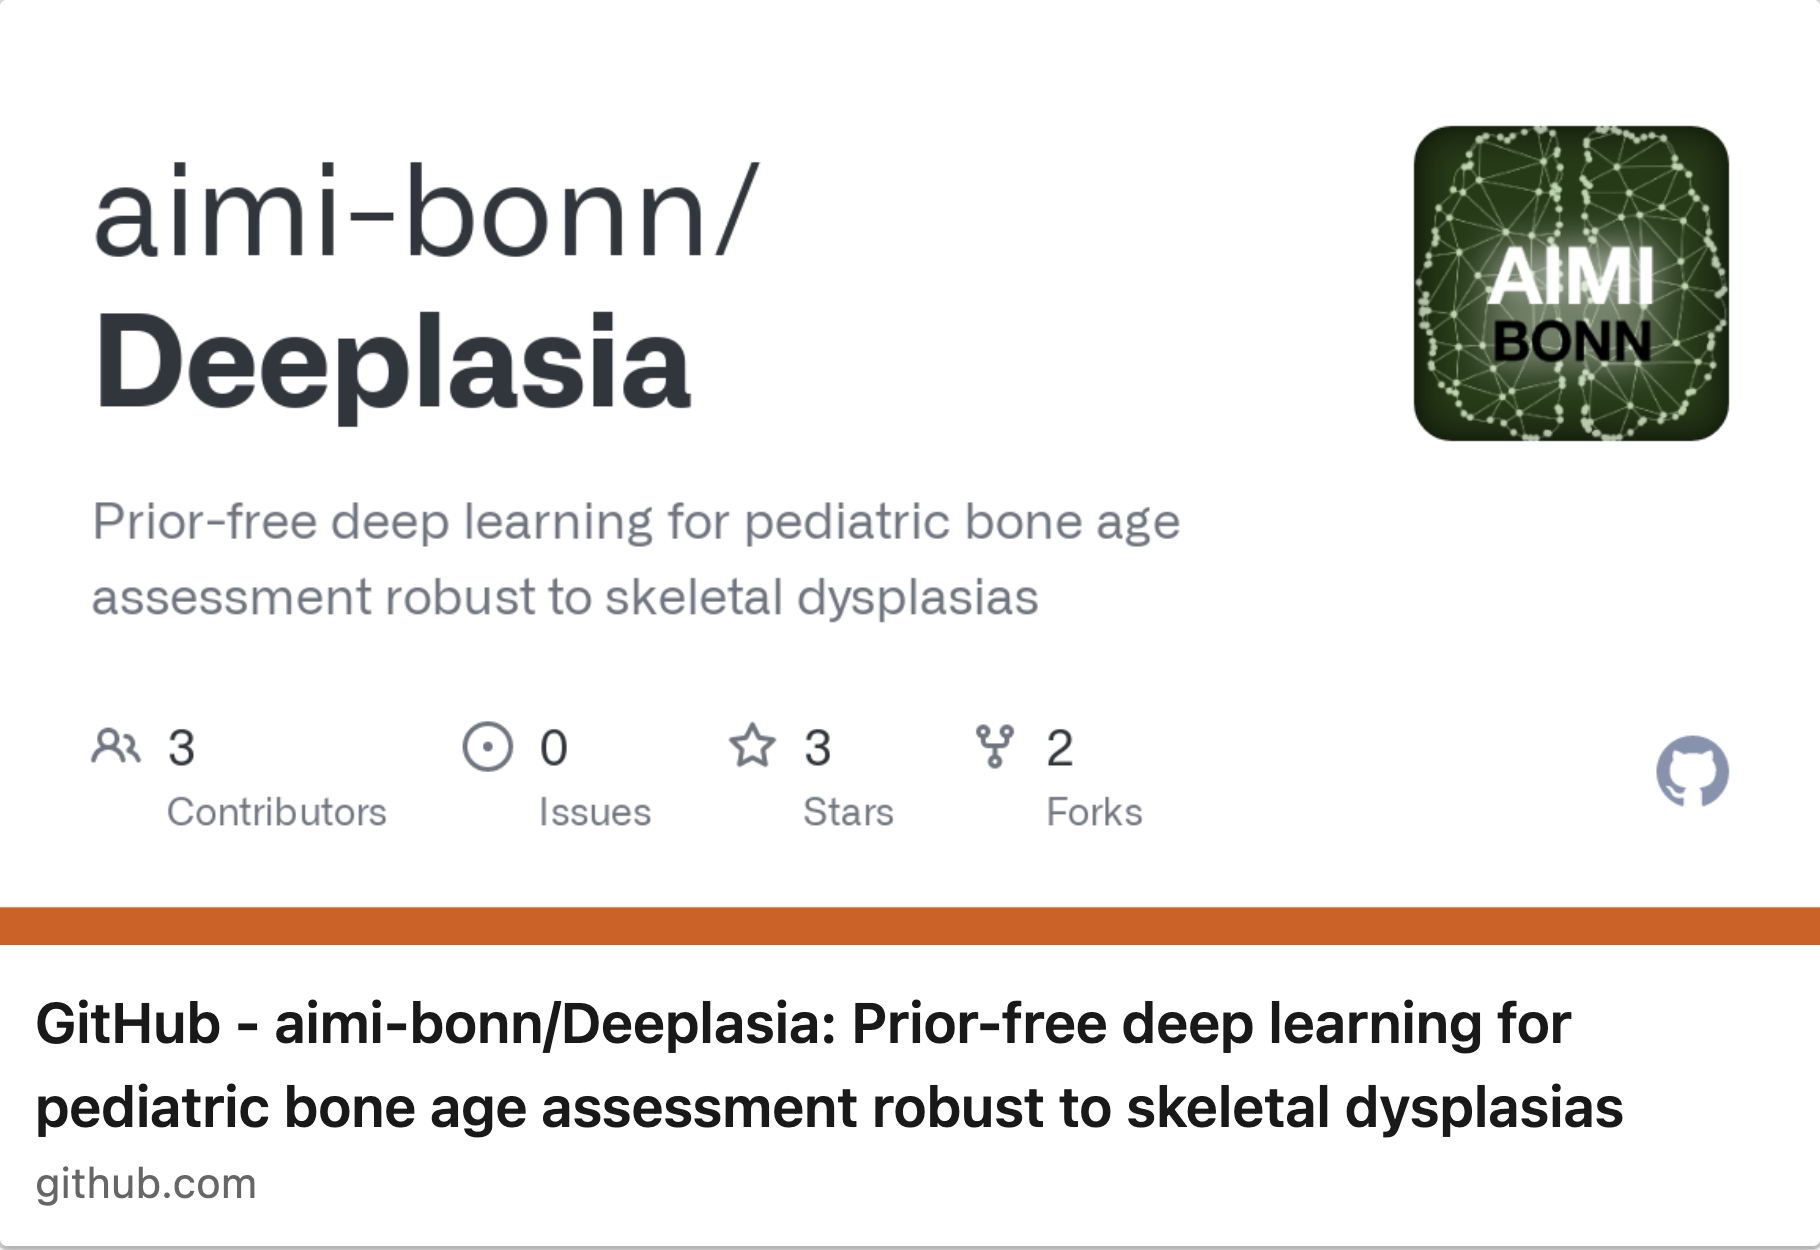 aimi-bonn/
Deeplasia
AIMI
BONN
Prior-free deep learning for pediatric bone age
assessment robust to skeletal dysplasias
3
Contributors
0
Issues
3
Stars
2
Forks
GitHub - aimi-bonn/Deeplasia: Prior-free deep learning for
pediatric bone age assessment robust to skeletal dysplasias
github.com